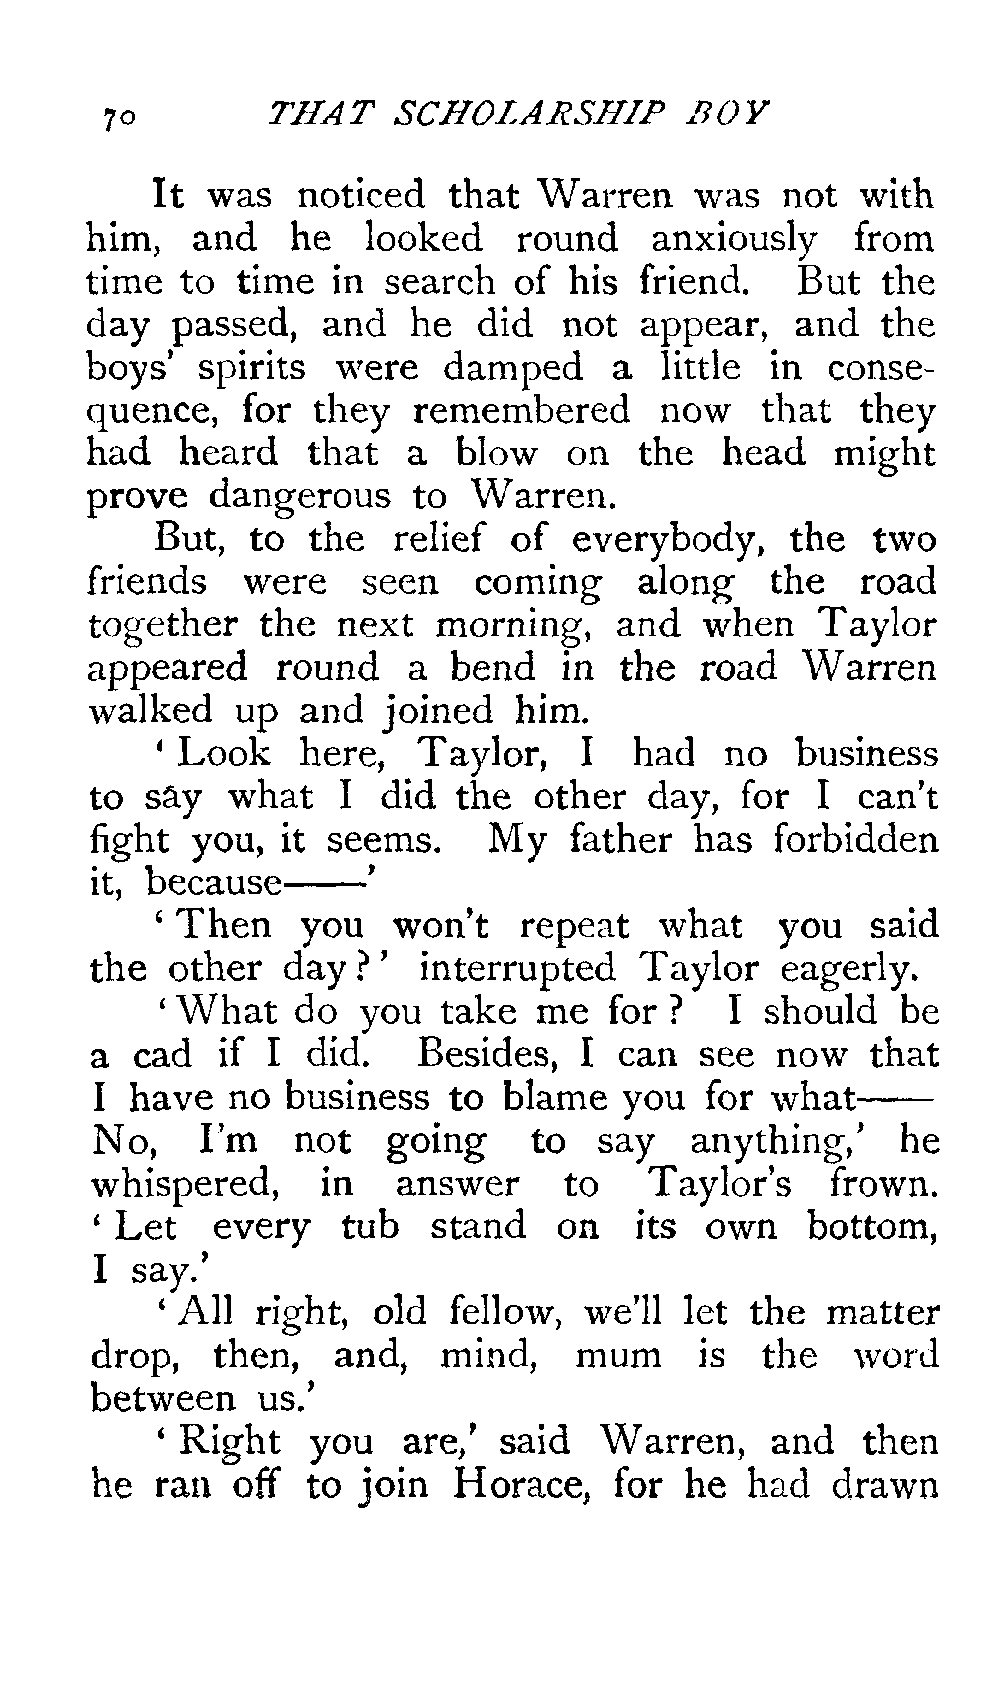 70 THAT SCHOLARSHIP BOY
It was noticed that Warren was not with
him, and he looked round anxiously from
time to time in search of his friend. But the
day passed, and he did not appear, and the
boys' spirits were damped a little in conse-
quence, for they remembered now that they
had heard that a blow on the head might
prove dangerous to Warren.
But, to the relief of everybody, the two
friends were seen coming along the road
together the next morning, and when Taylor
appeared round a bend in the road Warren
walked up and joined him.
‘ Look here, Taylor, I had no business
to say what I did the other day, for I can't
fight you, it seems. My father has forbidden
it, because——’
‘ Then you won't repeat what you said
the other day ? ’ interrupted Taylor eagerly.
‘ What do you take me for ? I should be
a cad if I did. Besides, I can see now that
I have no business to blame you for what——
No, I'm not going to say anything,’ he
whispered, in answer to Taylor's frown.
‘ Let every tub stand on its own bottom,
I say.’
‘ All right, old fellow, we'll let the matter
drop, then, and, mind, mum is the word
between us.’
‘ Right you are,’ said Warren, and then
he ran off to join Horace, for he had drawn